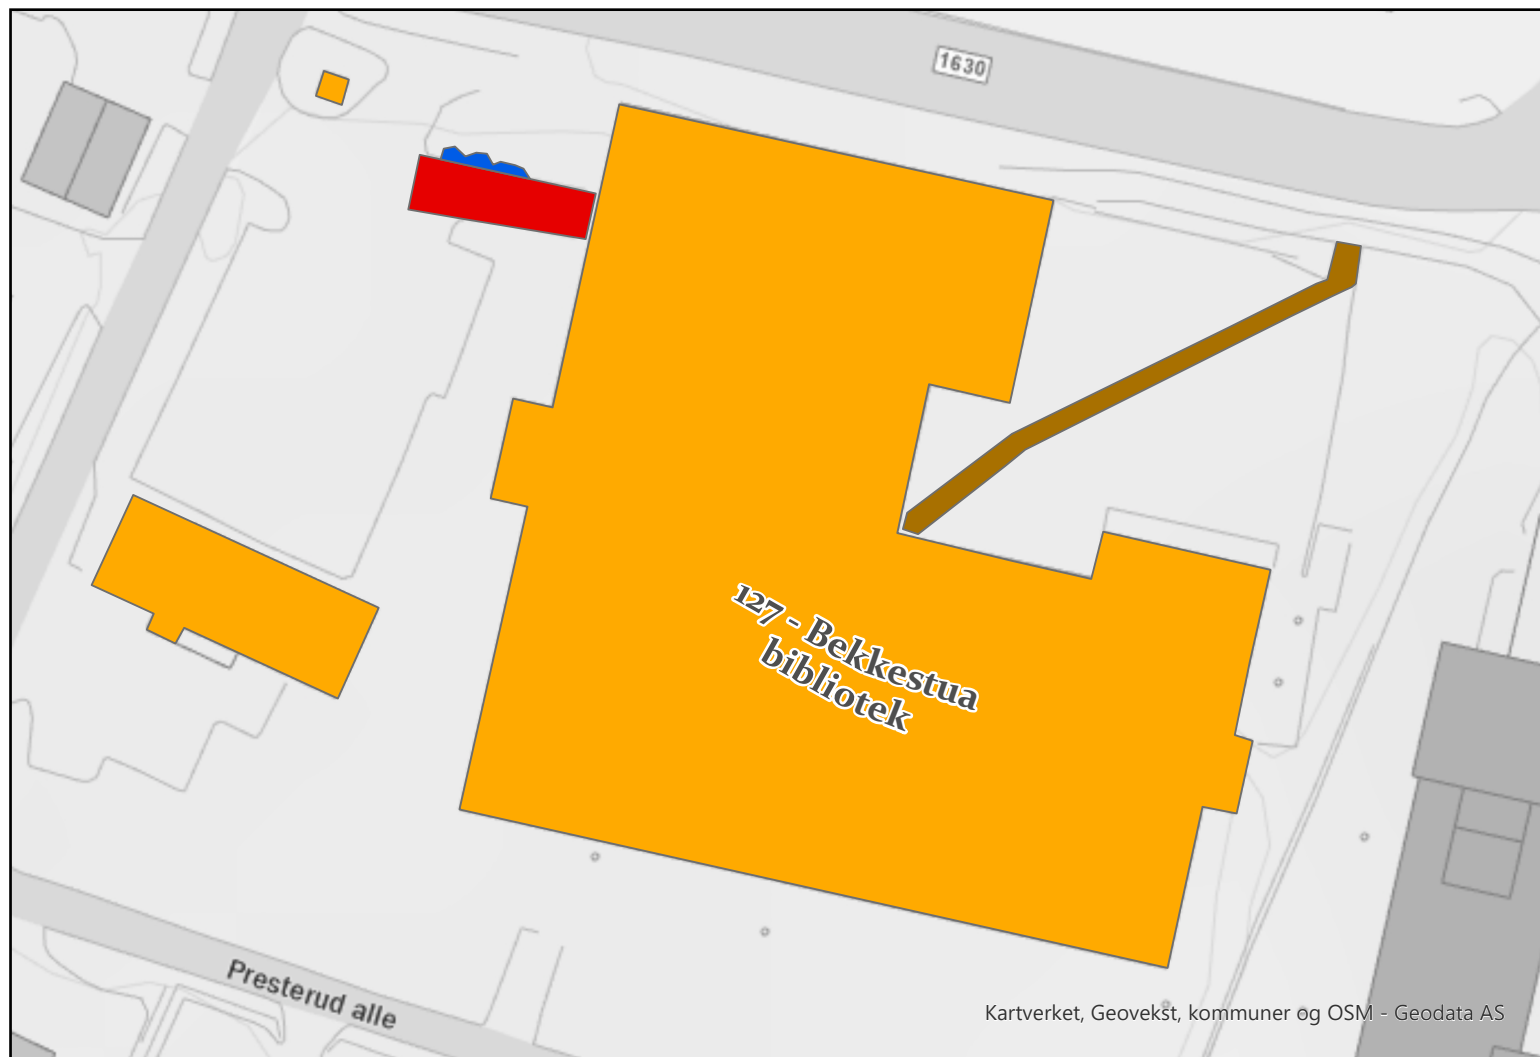 1630
127 - Bekkestua
bibliotek
Presterud alle
Kartverket, Geovekst, kommuner og OSM - Geodata AS